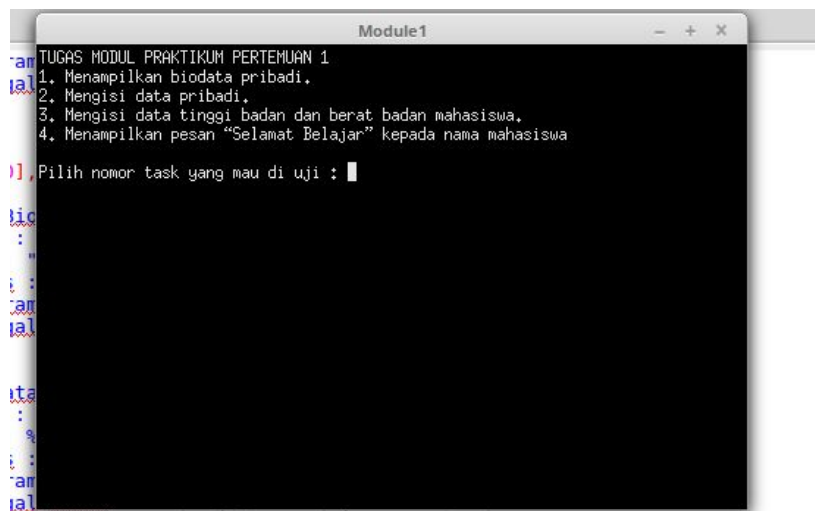 Module1
TUGAS MODUL PRAKTIKUM PERTEMUAN 1
1. Menampilkan biodata pribadi.
2. Mengisi data pribadi.
3. Mengisi data tinggi badan dan berat badan mahasiswa.
4. Menampilkan pesan “Selamat Belajar” kepada nama mahasiswa
Pilih nomor task yang mau di uji :